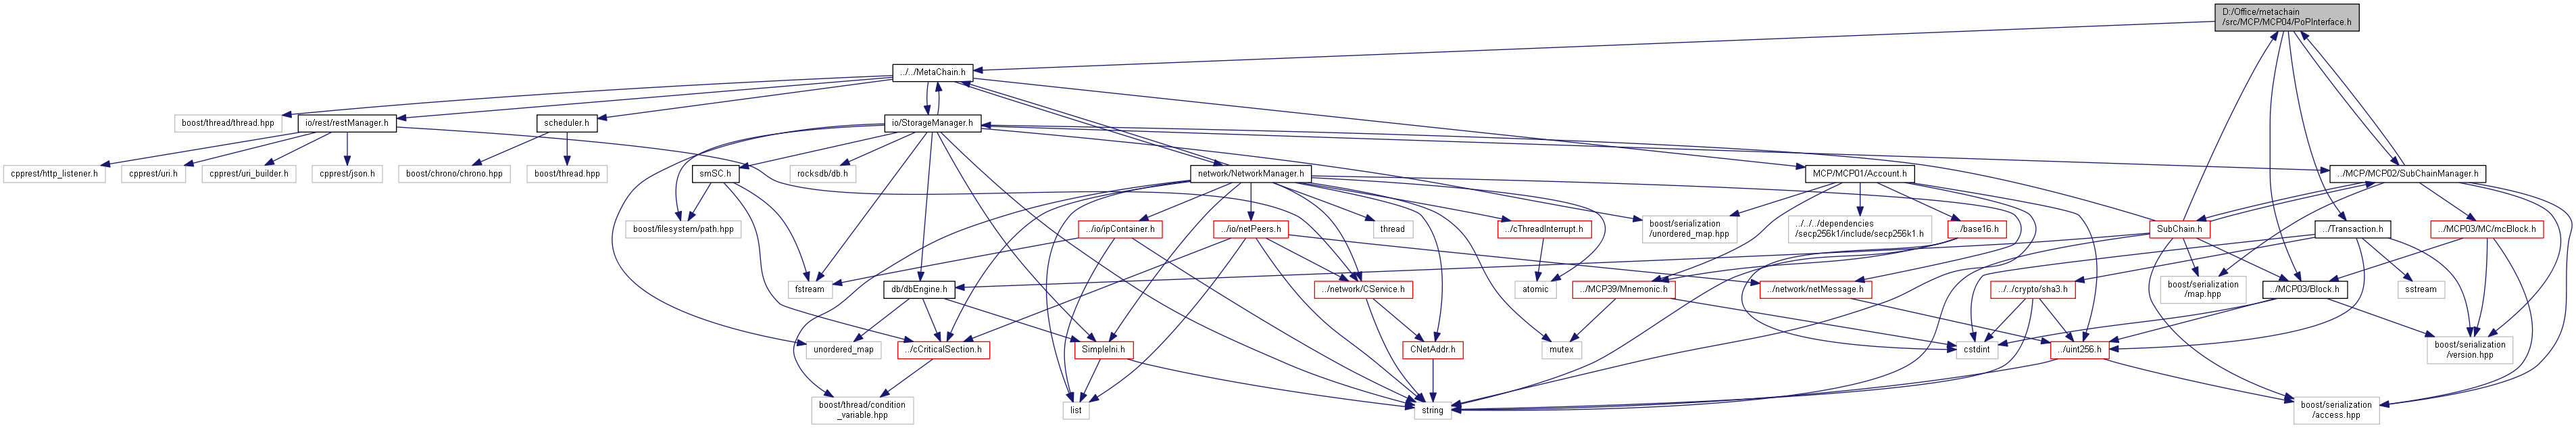 D:/Office/metachain
/src/MCP/MCP04/PoPInterface.h
../../MetaChain.h
boost/thread/thread.hpp
io/rest/restManager.h
scheduler.h
io/StorageManager.h
cpprest/http_listener.h
cpprest/uri.h
cpprest/uri_builder.h
cpprest/json.h
boost/chrono/chrono.hpp
boost/thread.hpp
smSC.h
rocksdb/db.h
network/NetworkManager.h
MCP/MCP01/Account.h
../MCP/MCP02/SubChainManager.h
boost/filesystem/path.hpp
boost/serialization
/unordered_map.hpp
../io/ipContainer.h
../io/netPeers.h
thread
../cThreadInterrupt.h
../../../dependencies
/secp256k1/include/secp256k1.h
../base16.h
SubChain.h
../Transaction.h
../MCP03/MC/mcBlock.h
fstream
db/dbEngine.h
../network/CService.h
atomic
../MCP39/Mnemonic.h
../network/netMessage.h
../../crypto/sha3.h
boost/serialization
/map.hpp
../MCP03/Block.h
sstream
unordered_map
../cCriticalSection.h
SimpleIni.h
CNetAddr.h
mutex
cstdint
../uint256.h
boost/serialization
/version.hpp
boost/thread/condition
_variable.hpp
list
string
boost/serialization
/access.hpp